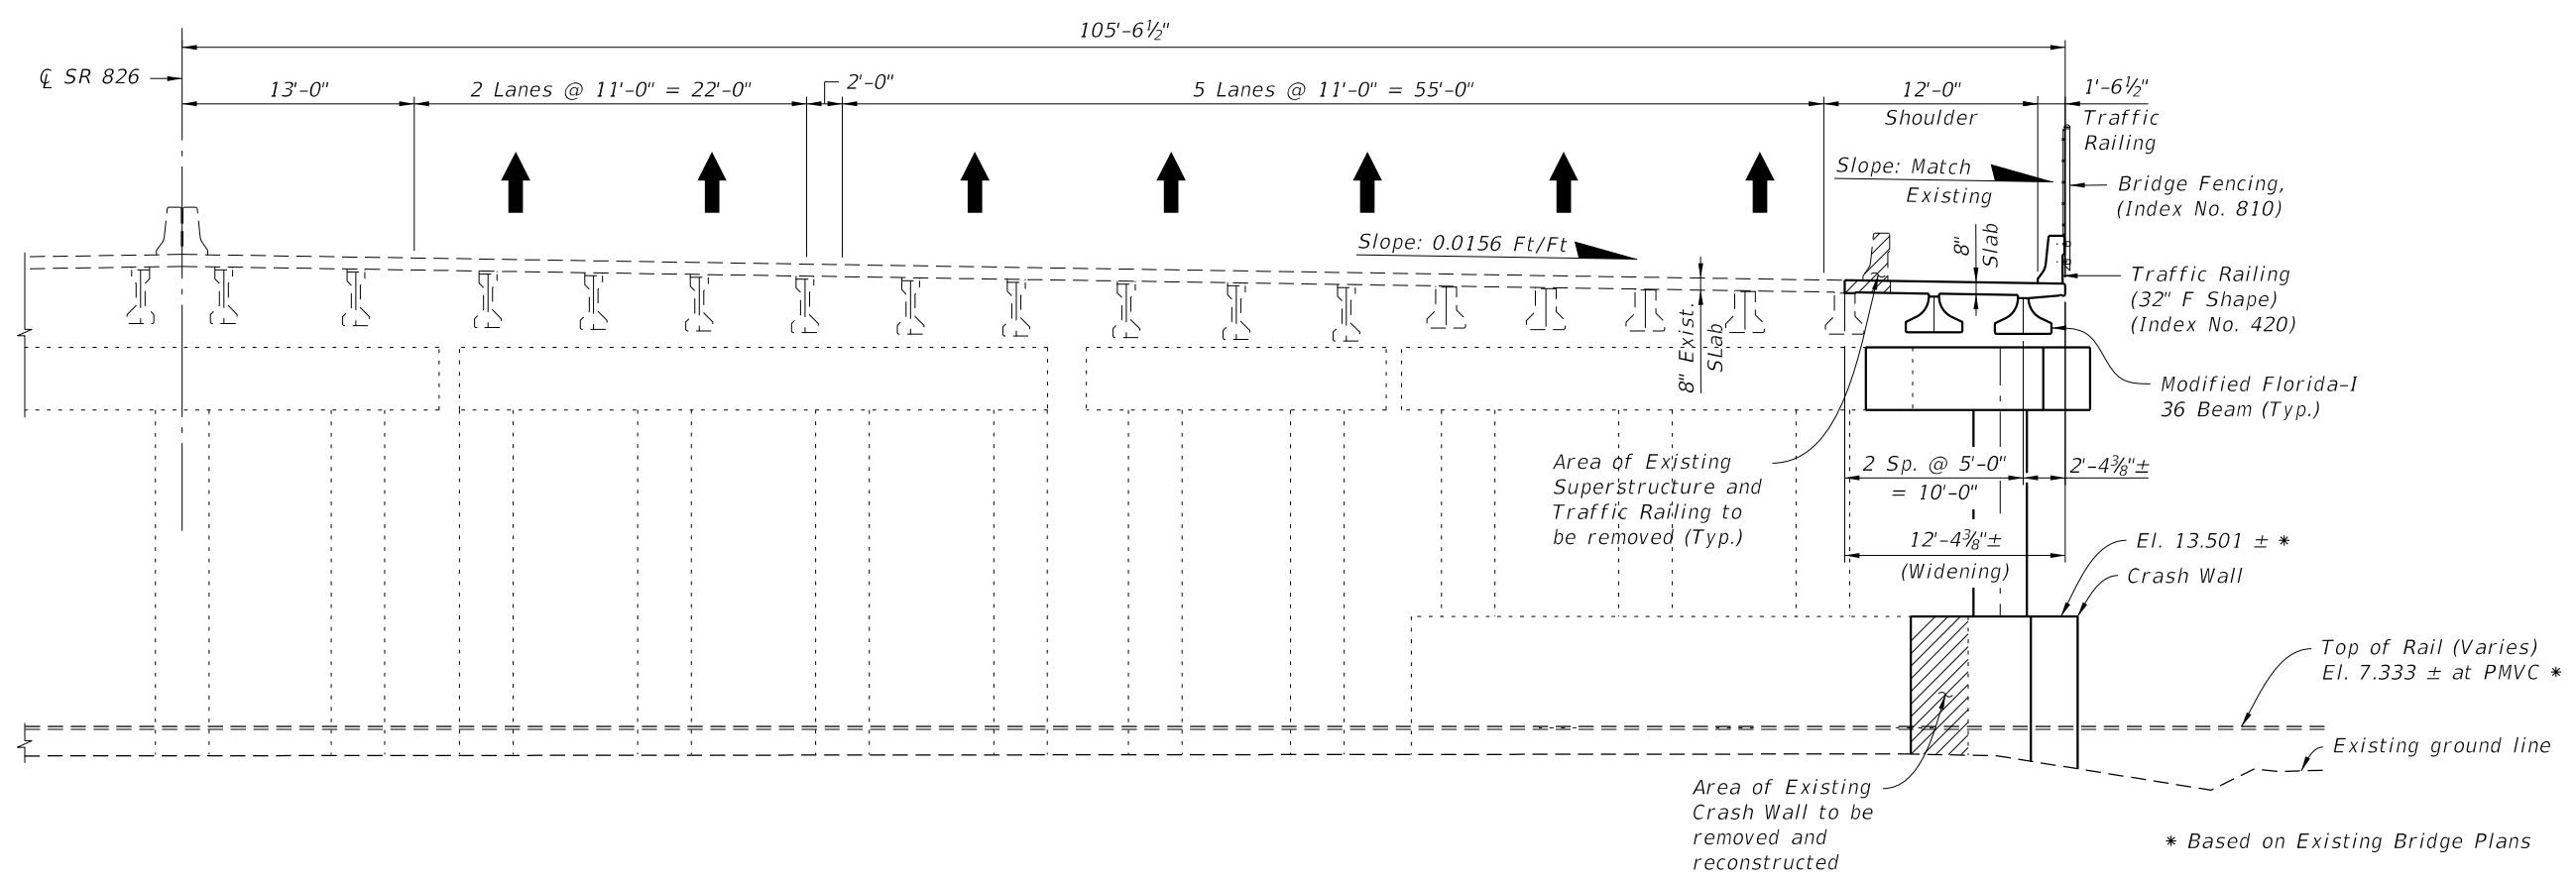 105'-6½"
℄ SR 826
13'-0"
2 Lanes @ 11'-0" = 22'-0"
2'-0"
5 Lanes @ 11'-0" = 55'-0"
12'-0"
Shoulder
1'-6½"
Traffic
Railing
Slope: Match
Existing
Bridge Fencing,
(Index No. 810)
Slope: 0.0156 Ft/Ft
8"
Slab
Traffic Railing
(32" F Shape)
(Index No. 420)
8" Exist.
SLab
Modified Florida-I
36 Beam (Typ.)
Area of Existing
Superstructure and
Traffic Railing to
be removed (Typ.)
2 Sp. @ 5'-0"
= 10'-0"
2'-4⅜"±
12'-4⅜"±
(Widening)
El. 13.501 ± *
Crash Wall
Top of Rail (Varies)
El. 7.333 ± at PMVC *
Existing ground line
Area of Existing
Crash Wall to be
removed and
reconstructed
* Based on Existing Bridge Plans